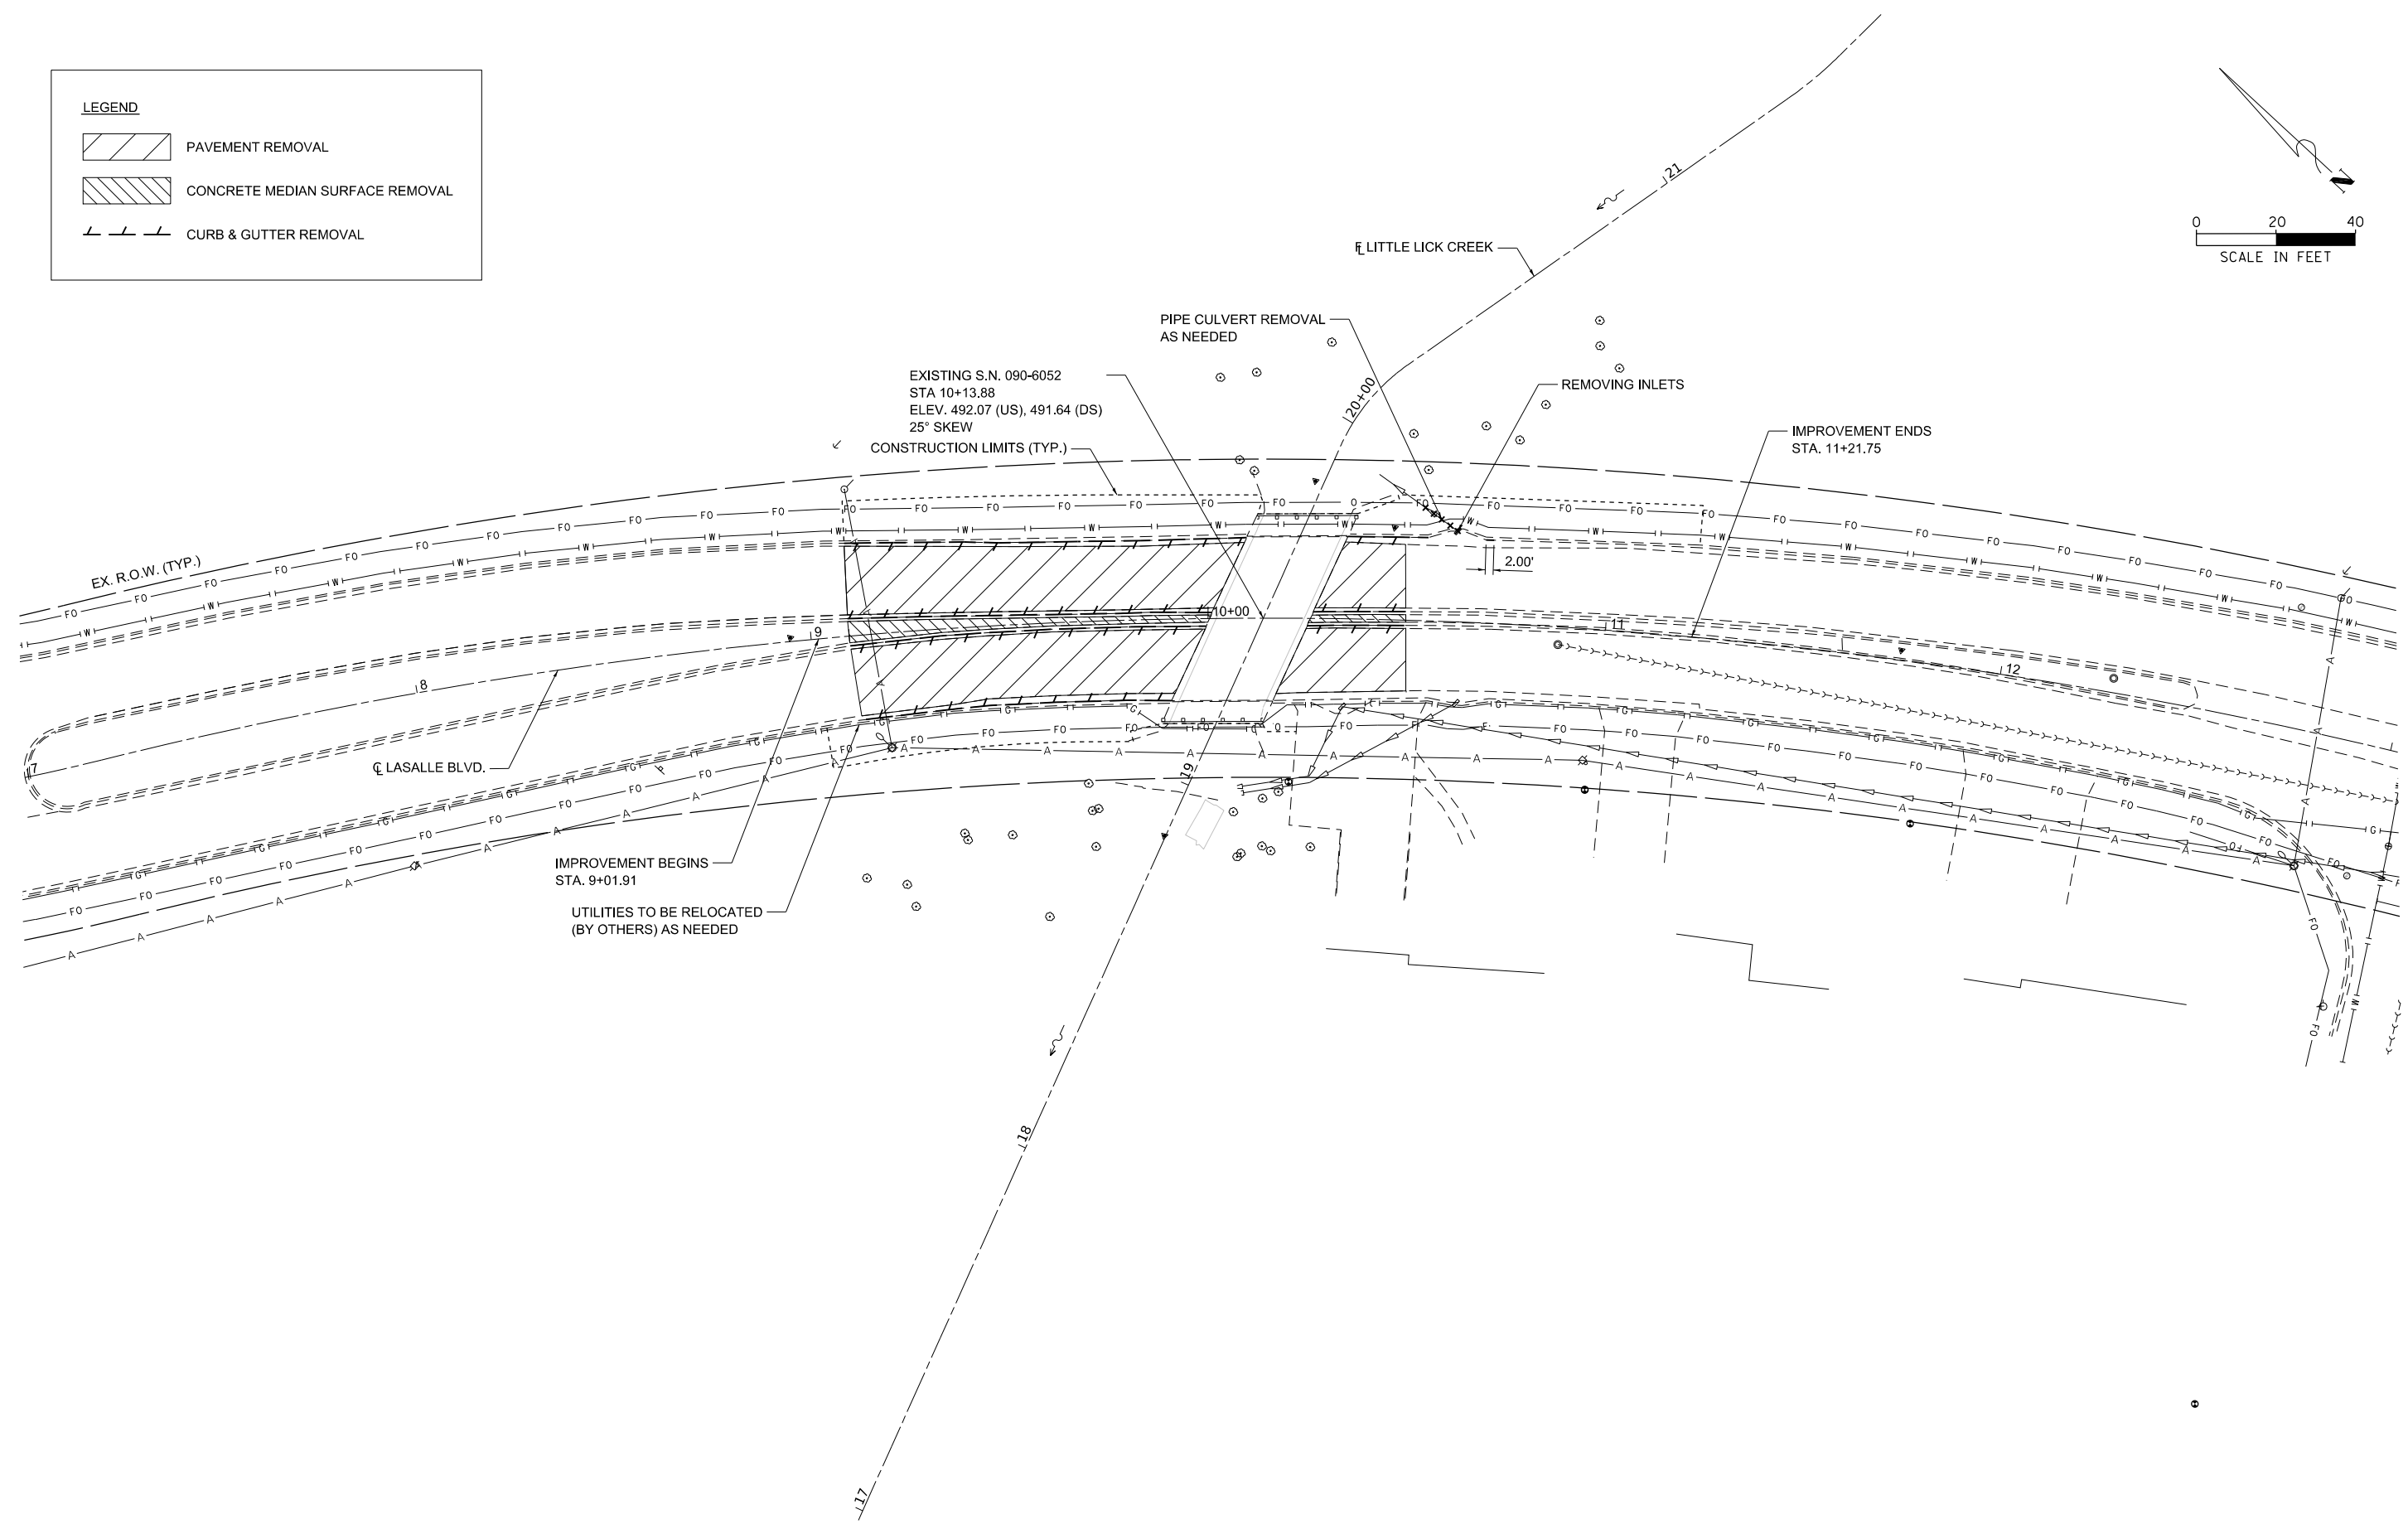 LEGEND
PAVEMENT REMOVAL
CONCRETE MEDIAN SURFACE REMOVAL
CURB & GUTTER REMOVAL
N
0 20 40
SCALE IN FEET
21
℄ LITTLE LICK CREEK
PIPE CULVERT REMOVAL
AS NEEDED
20+00
EXISTING S.N. 090-6052
STA 10+13.88
ELEV. 492.07 (US), 491.64 (DS)
25° SKEW
REMOVING INLETS
CONSTRUCTION LIMITS (TYP.)
IMPROVEMENT ENDS
STA. 11+21.75
EX. R.O.W. (TYP.)
2.00'
10+00
7
8
9
11
12
℄ LASALLE BLVD.
19
IMPROVEMENT BEGINS
STA. 9+01.91
UTILITIES TO BE RELOCATED
(BY OTHERS) AS NEEDED
18
17